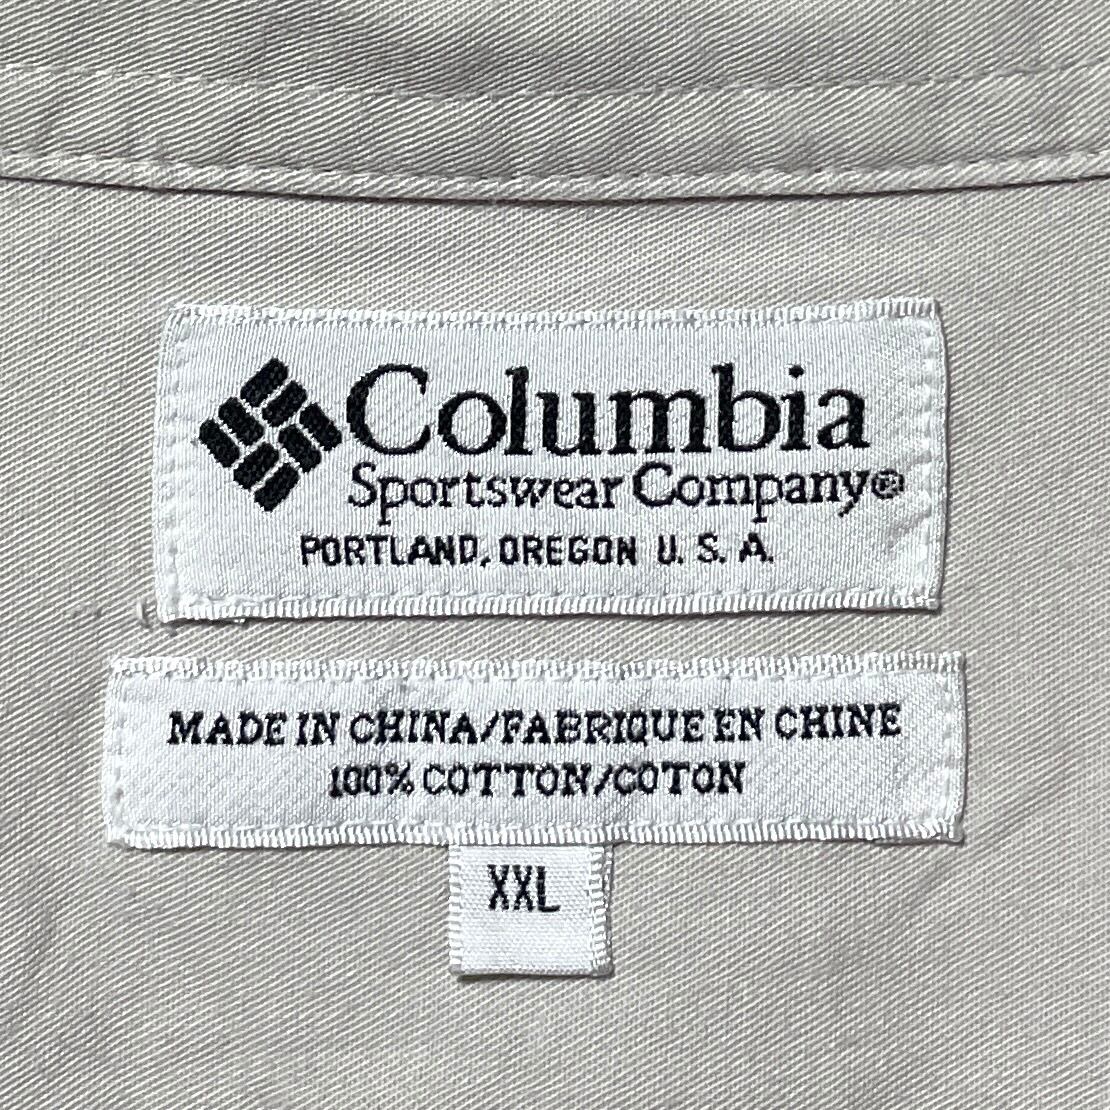 Columbia
Sportswear Company®
PORTLAND, OREGON U. S. A.
MADE IN CHINA/FABRIQUE EN CHINE
100% COTTON/COTON
XXL